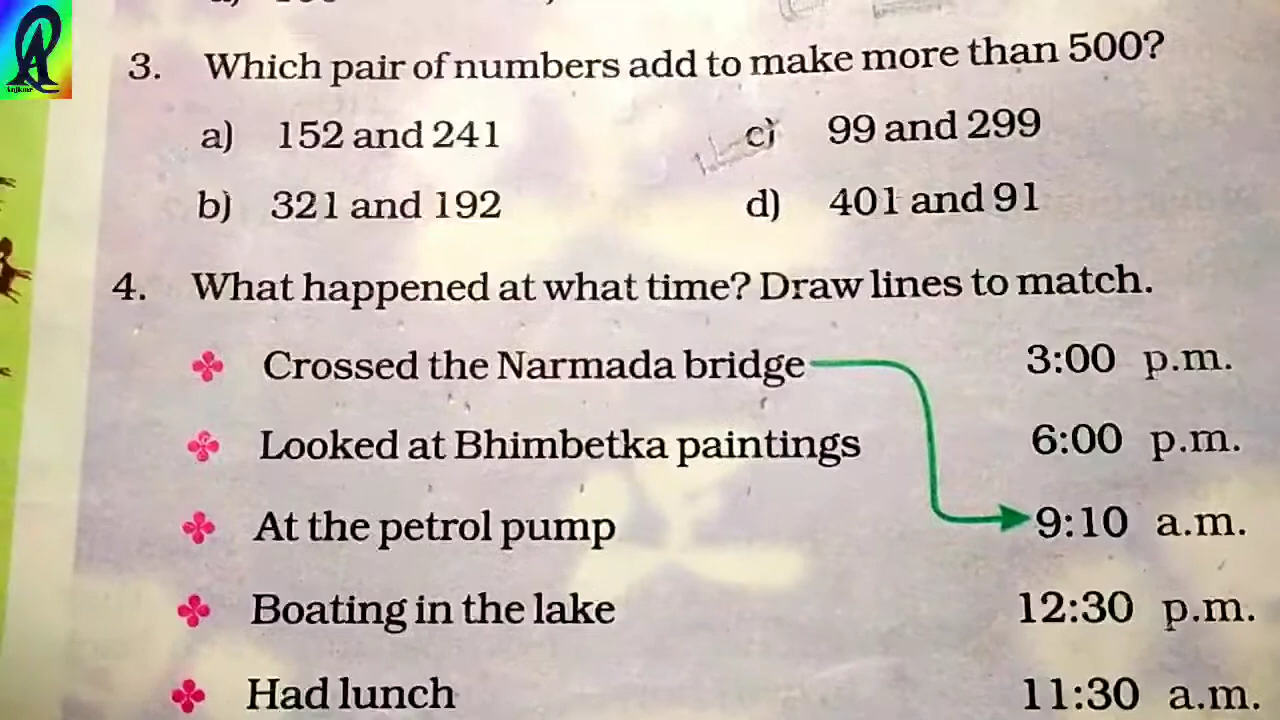 3. Which pair of numbers add to make more than 500?
a) 152 and 241 c) 99 and 299
b) 321 and 192 d) 401 and 91
4. What happened at what time? Draw lines to match.
Crossed the Narmada bridge 3:00 p.m.
Looked at Bhimbetka paintings 6:00 p.m.
At the petrol pump 9:10 a.m.
Boating in the lake 12:30 p.m.
Had lunch 11:30 a.m.